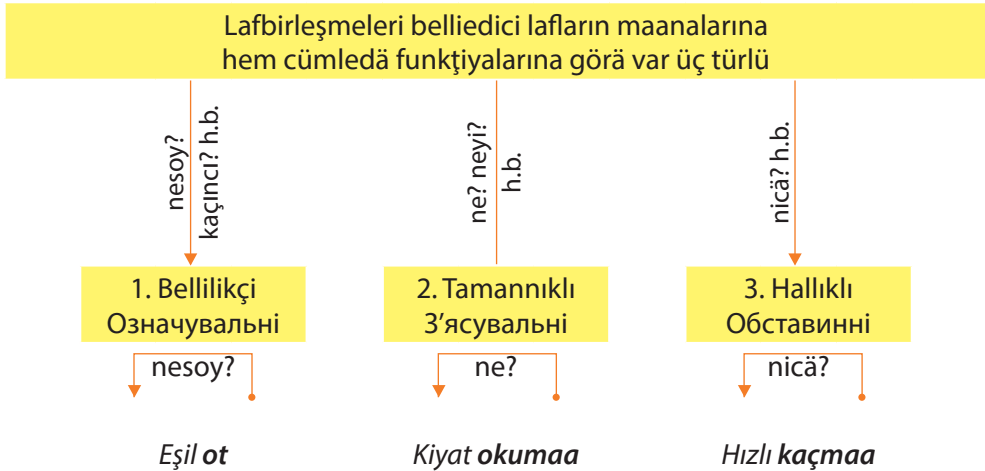 Lafbirleşmeleri belliedici lafların maanalarına
hem cümledä funkțiyalarına görä var üç türlü
nesoy?
kaçıncı? h.b.
ne? neyi?
h.b.
nicä? h.b.
1. Bellilikçi
Означувальні
2. Tamannıklı
З’ясувальні
3. Hallıklı
Обставинні
nesoy?
ne?
nicä?
Eşil ot
Kiyat okumaa
Hızlı kaçmaa